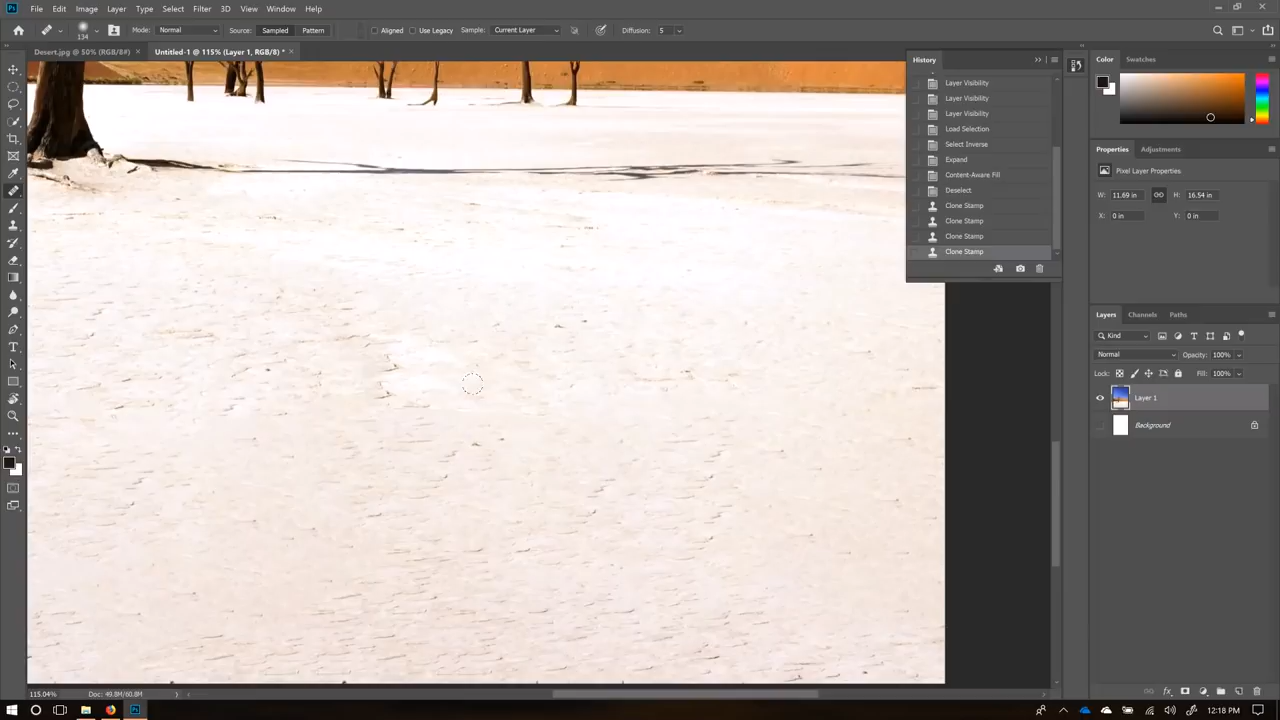 Ps File Edit Image Layer Type Select Filter 3D View Window Help
134 Mode: Normal Source: Sampled Pattern Aligned Use Legacy Sample: Current Layer Diffusion: 5
Desert.jpg @ 50% (RGB/8#) × Untitled-1 @ 115% (Layer 1, RGB/8) * ×
History
Layer Visibility
Layer Visibility
Layer Visibility
Load Selection
Select Inverse
Expand
Content-Aware Fill
Deselect
Clone Stamp
Clone Stamp
Clone Stamp
Clone Stamp
Color Swatches
Properties Adjustments
Pixel Layer Properties
W: 11.69 in H: 16.54 in
X: 0 in Y: 0 in
Layers Channels Paths
Kind
Normal Opacity: 100%
Lock: Fill: 100%
Layer 1
Background
115.04% Doc: 49.8M/60.8M
Ps 12:18 PM